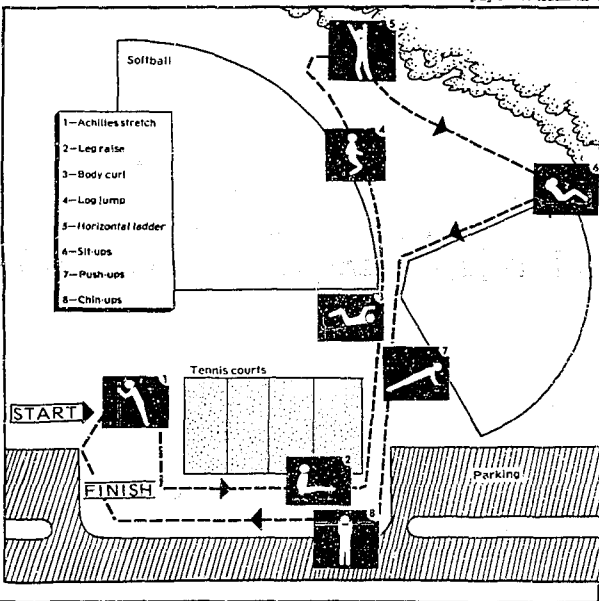 5
Softball
1—Achilles stretch
2—Leg raise
3—Body curl
4—Log jump
5—Horizontal ladder
6—Sit-ups
7—Push-ups
8—Chin-ups
4
6
7
Tennis courts
1
START
2
Parking
FINISH
8